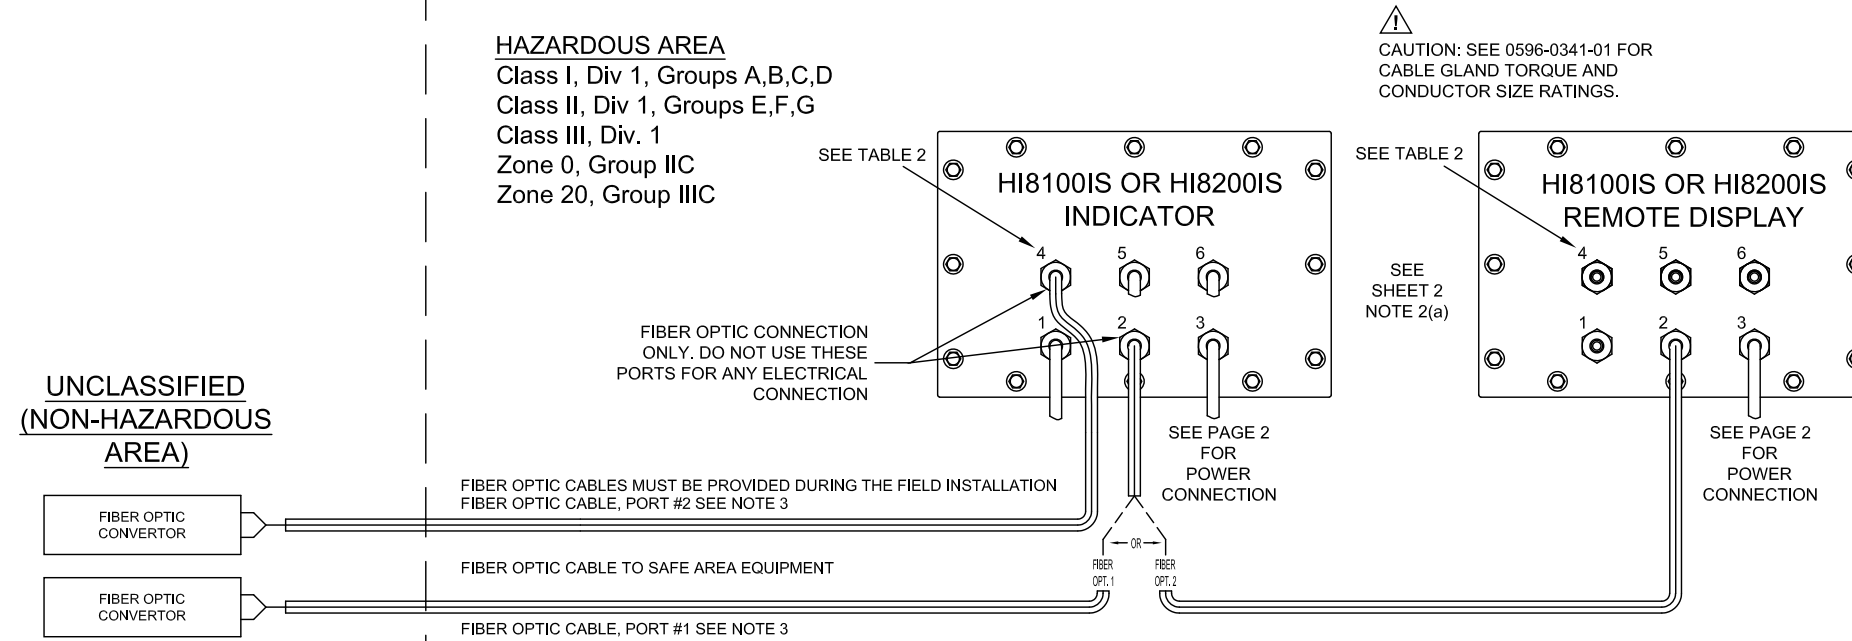 HAZARDOUS AREA
Class I, Div 1, Groups A,B,C,D
Class II, Div 1, Groups E,F,G
Class III, Div. 1
Zone 0, Group IIC
Zone 20, Group IIIC
CAUTION: SEE 0596-0341-01 FOR
CABLE GLAND TORQUE AND
CONDUCTOR SIZE RATINGS.
SEE TABLE 2
HI8100IS OR HI8200IS
INDICATOR
4
5
6
1
2
3
SEE TABLE 2
HI8100IS OR HI8200IS
REMOTE DISPLAY
4
5
6
1
2
3
SEE
SHEET 2
NOTE 2(a)
FIBER OPTIC CONNECTION
ONLY. DO NOT USE THESE
PORTS FOR ANY ELECTRICAL
CONNECTION
SEE PAGE 2
FOR
POWER
CONNECTION
SEE PAGE 2
FOR
POWER
CONNECTION
UNCLASSIFIED
(NON-HAZARDOUS
AREA)
FIBER OPTIC CABLES MUST BE PROVIDED DURING THE FIELD INSTALLATION
FIBER OPTIC CABLE, PORT #2 SEE NOTE 3
FIBER OPTIC
CONVERTOR
OR
FIBER
OPT. 1
FIBER
OPT. 2
FIBER OPTIC CABLE TO SAFE AREA EQUIPMENT
FIBER OPTIC
CONVERTOR
FIBER OPTIC CABLE, PORT #1 SEE NOTE 3